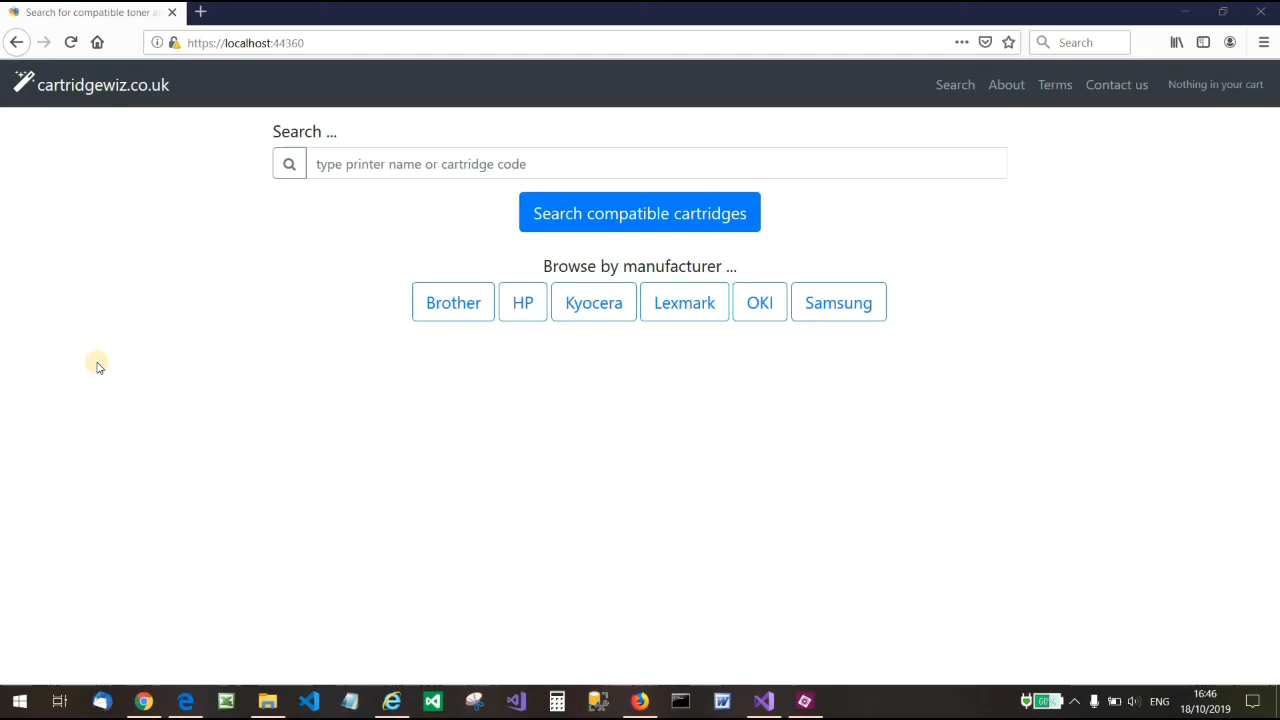 Search for compatible toner a
https://localhost:44360
Search
cartridgewiz.co.uk
Search About Terms Contact us Nothing in your cart
Search ...
type printer name or cartridge code
Search compatible cartridges
Browse by manufacturer ...
Brother HP Kyocera Lexmark OKI Samsung
60%
ENG
16:46
18/10/2019